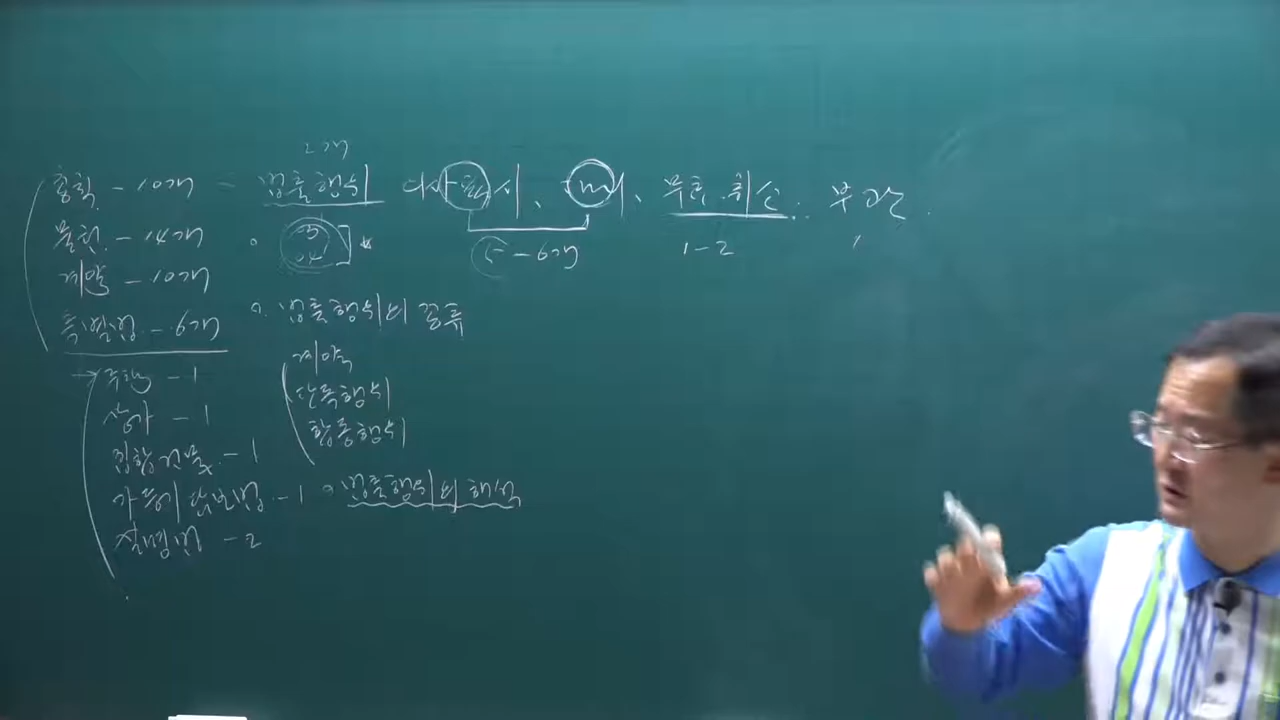 2개
총칙 - 10개 = 법률행위 의사표시, m, 무효.취소. 부관.
물권 - 14개
5-6개 1-2 1
계약 - 10개
특별법 - 6개
o 법률행위의 종류
주택 - 1
계약
상가 - 1
단독행위
합동행위
집합건물 - 1
가등기담보법 - 1 o 법률행위의 해석
실명법 - 2